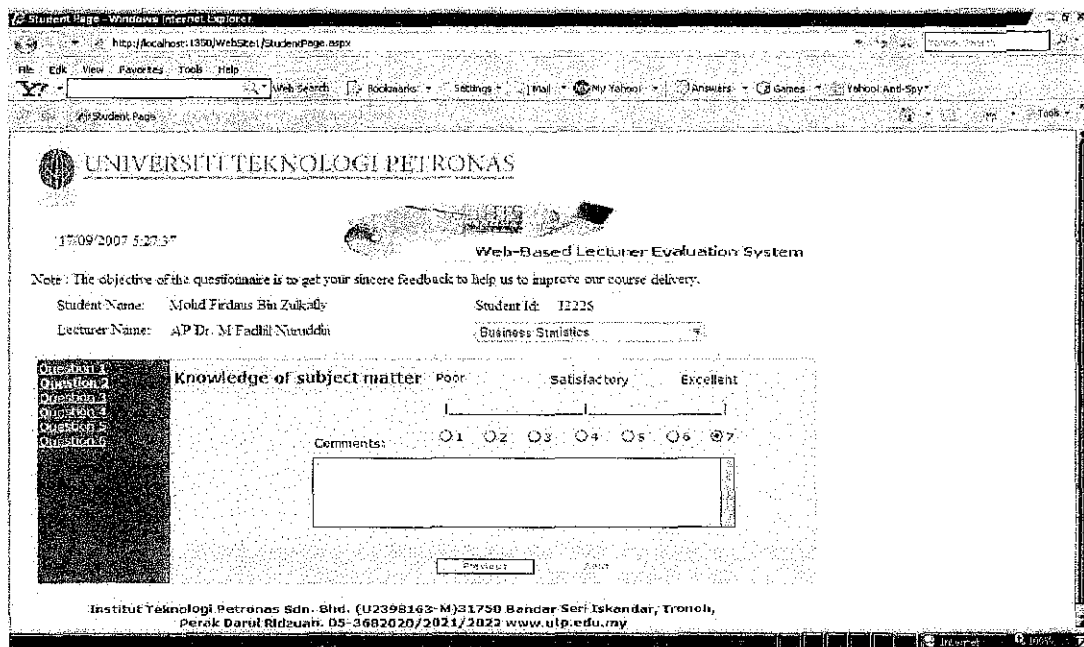 Student Page - Windows Internet Explorer
http://localhost:1350/WebSite1/StudentPage.aspx
File Edit View Favorites Tools Help
Web Search Bookmarks Settings Mail My Yahoo! Answers Games Yahoo! Anti-Spy
Student Page Tools
UNIVERSITI TEKNOLOGI PETRONAS
17/09/2007 5:27:37
Web-Based Lecturer Evaluation System
Note : The objective of the questionnaire is to get your sincere feedback to help us to improve our course delivery.
Student Name: Mohd Firdaus Bin Zulkafly Student Id: 12226
Lecturer Name: AP Dr. M Fadhil Nuruddin Business Statistics
Question 1
Question 2
Question 3
Question 4
Question 5
Question 6
Knowledge of subject matter Poor Satisfactory Excellent
Comments: 1 2 3 4 5 6 7
Previous Next
Institut Teknologi Petronas Sdn. Bhd. (U2398163-M)31750 Bandar Seri Iskandar, Tronoh,
Perak Darul Ridzuan. 05-3682020/2021/2022 www.utp.edu.my
Internet 100%